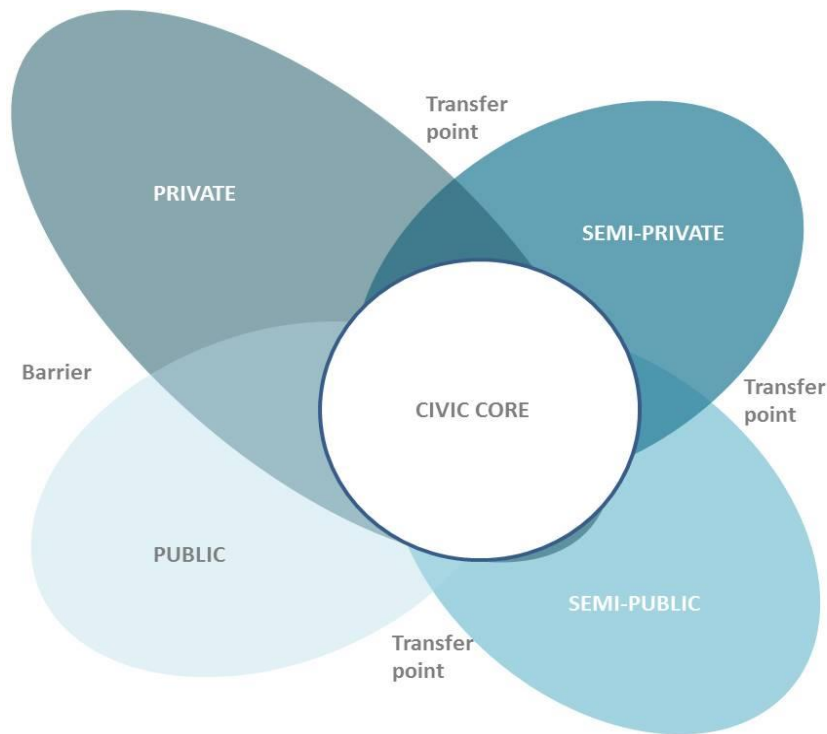 Transfer
point
PRIVATE
SEMI-PRIVATE
Barrier
CIVIC CORE
Transfer
point
PUBLIC
SEMI-PUBLIC
Transfer
point